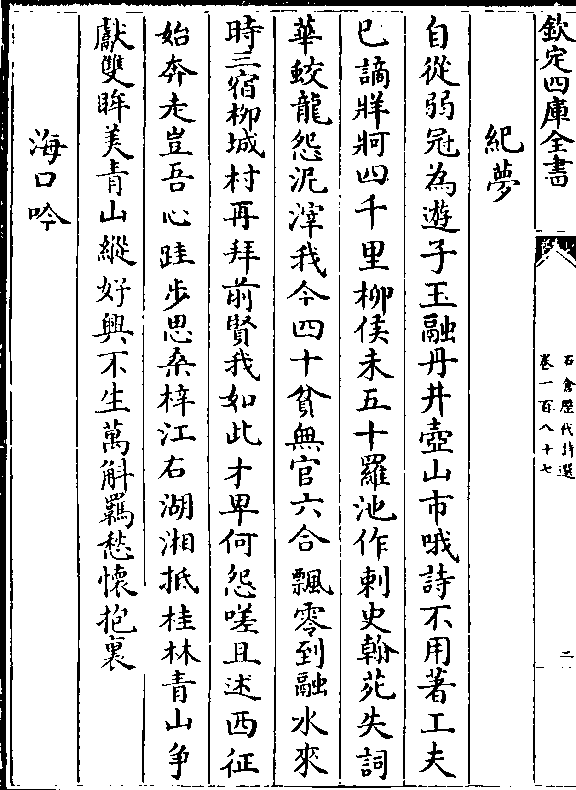 欽定四庫全書
石倉歷代詩選
卷一百八十七
二
紀夢
自從弱冠為遊子玉融丹井壺山市哦詩不用著工夫
已謫牂牁四千里柳侯未五十羅池作刺史翰苑失詞
華蛟龍怨泥滓我今四十貧無官六合飄零到融水來
時三宿柳城村再拜前賢我如此才卑何怨嗟且述西征
始奔走豈吾心跬步思桑梓江右湖湘抵桂林青山爭
獻雙眸美青山縱好興不生萬斛羈愁懷抱裏
海口吟